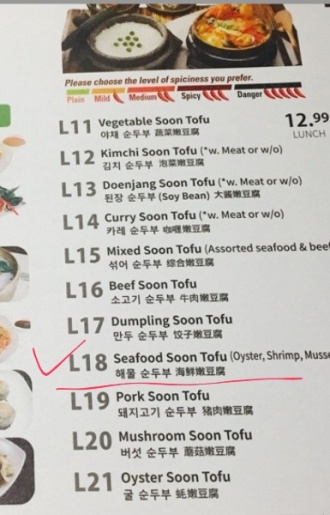 Please choose the level of spiciness you prefer.
Plain Mild Medium Spicy Danger
L11 Vegetable Soon Tofu 12.99
야채 순두부 蔬菜嫩豆腐 LUNCH
L12 Kimchi Soon Tofu (*w. Meat or w/o)
김치 순두부 泡菜嫩豆腐
L13 Doenjang Soon Tofu (*w. Meat or w/o)
된장 순두부 (Soy Bean) 大醬嫩豆腐
L14 Curry Soon Tofu (*w. Meat or w/o)
카레 순두부 咖喱嫩豆腐
L15 Mixed Soon Tofu (Assorted seafood & beef
섞어 순두부 综合嫩豆腐
L16 Beef Soon Tofu
소고기 순두부 牛肉嫩豆腐
L17 Dumpling Soon Tofu
만두 순두부 饺子嫩豆腐
L18 Seafood Soon Tofu (Oyster, Shrimp, Musse
해물 순두부 海鲜嫩豆腐
L19 Pork Soon Tofu
돼지고기 순두부 豬肉嫩豆腐
L20 Mushroom Soon Tofu
버섯 순두부 蘑菇嫩豆腐
L21 Oyster Soon Tofu
굴 순두부 蚝嫩豆腐